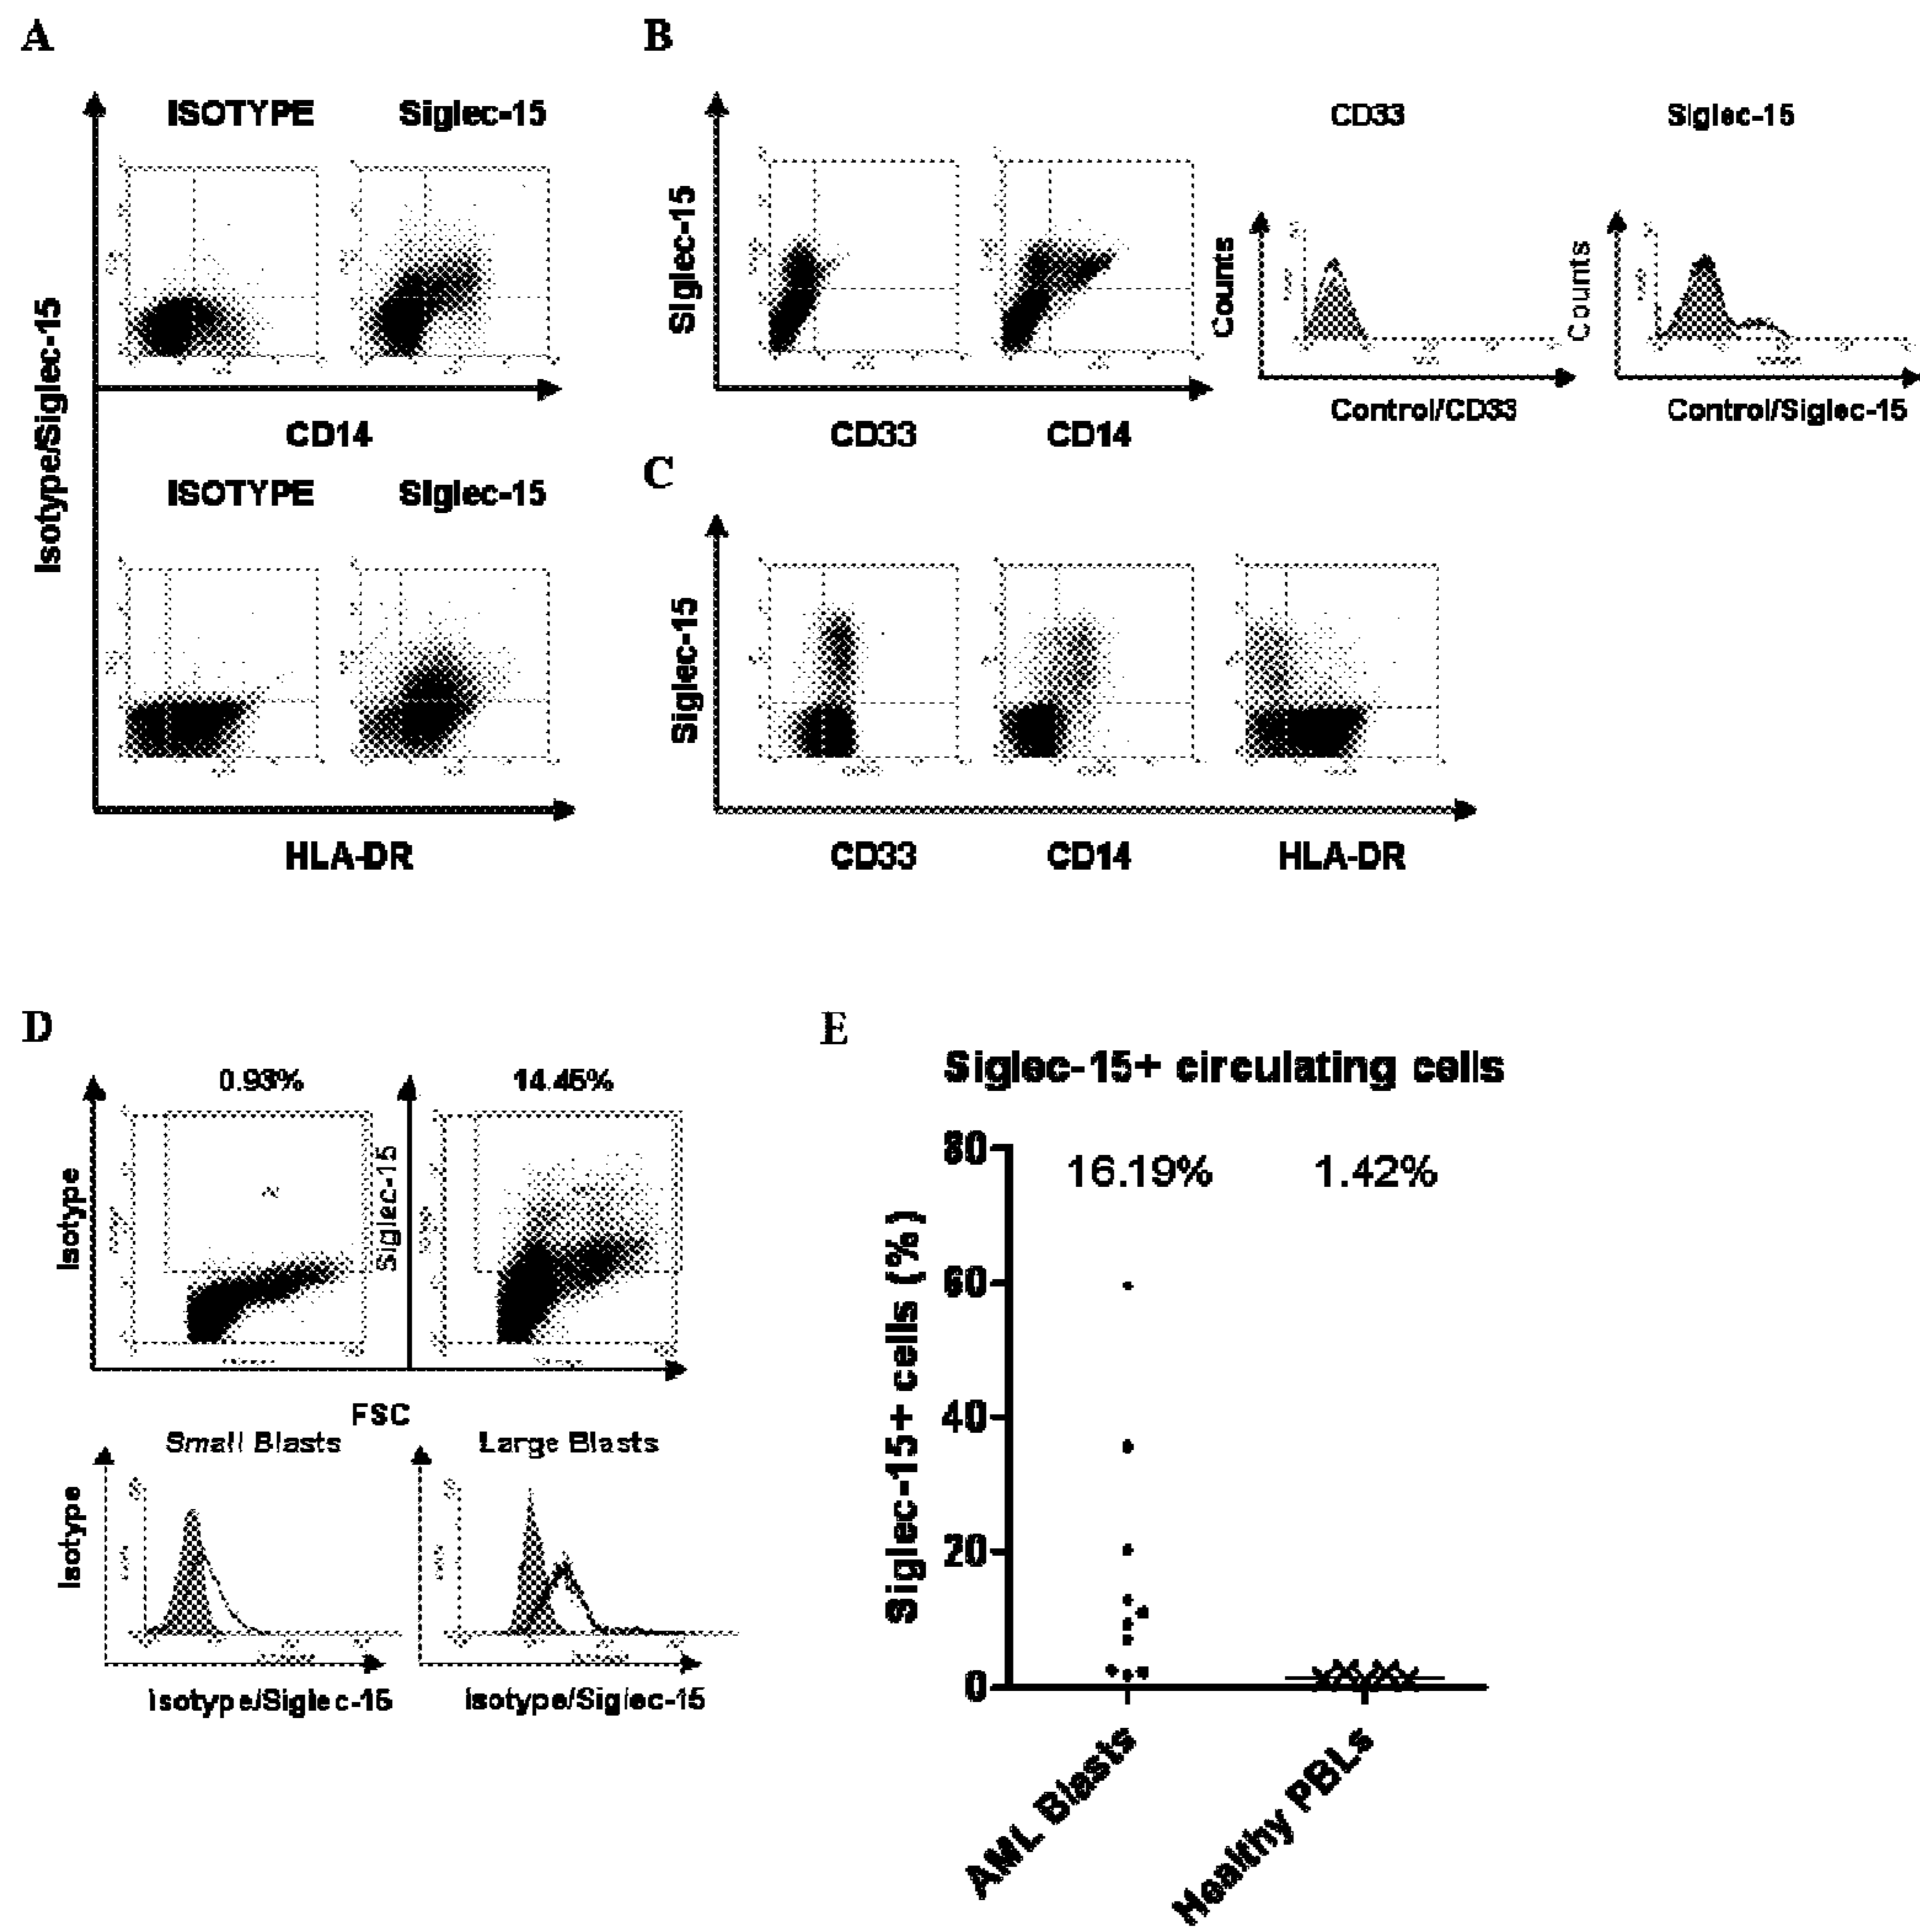 A
ISOTYPE Siglec-15
Isotype/Siglec-15
CD14
ISOTYPE Siglec-15
HLA-DR
B
Siglec-15
CD33 CD14
CD33
Counts
Control/CD33
Siglec-15
Counts
Control/Siglec-15
C
Siglec-15
CD33 CD14 HLA-DR
D
0.93% 14.45%
Isotype
Siglec-15
FSC
Small Blasts Large Blasts
Isotype
Isotype/Siglec-15 Isotype/Siglec-15
E
Siglec-15+ circulating cells
16.19% 1.42%
Siglec-15+ cells (%)
80
60
40
20
0
AML Blasts
Healthy PBLs